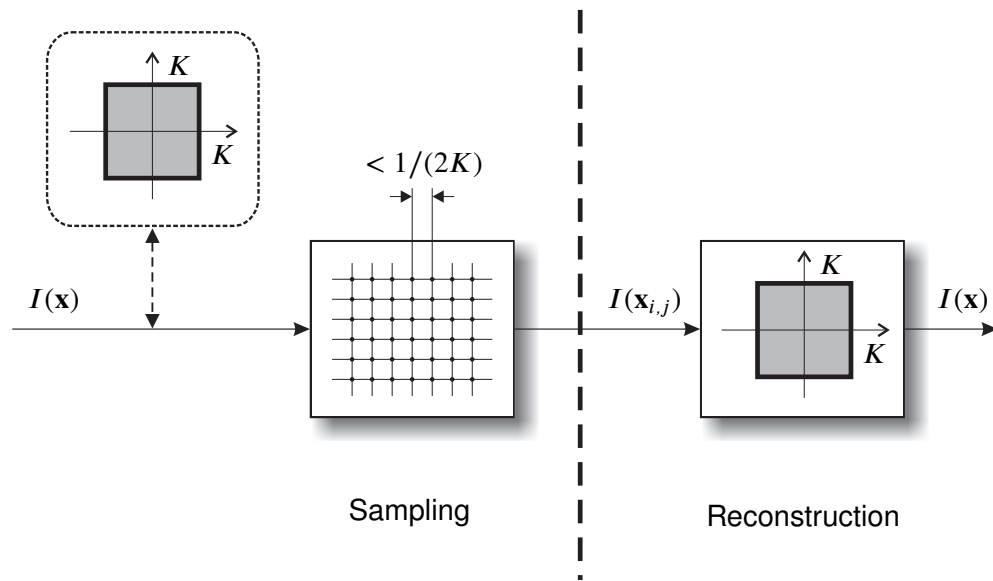 K
K
< 1/(2K)
I(x)
I(x_{i,j})
K
K
I(x)
Sampling
Reconstruction